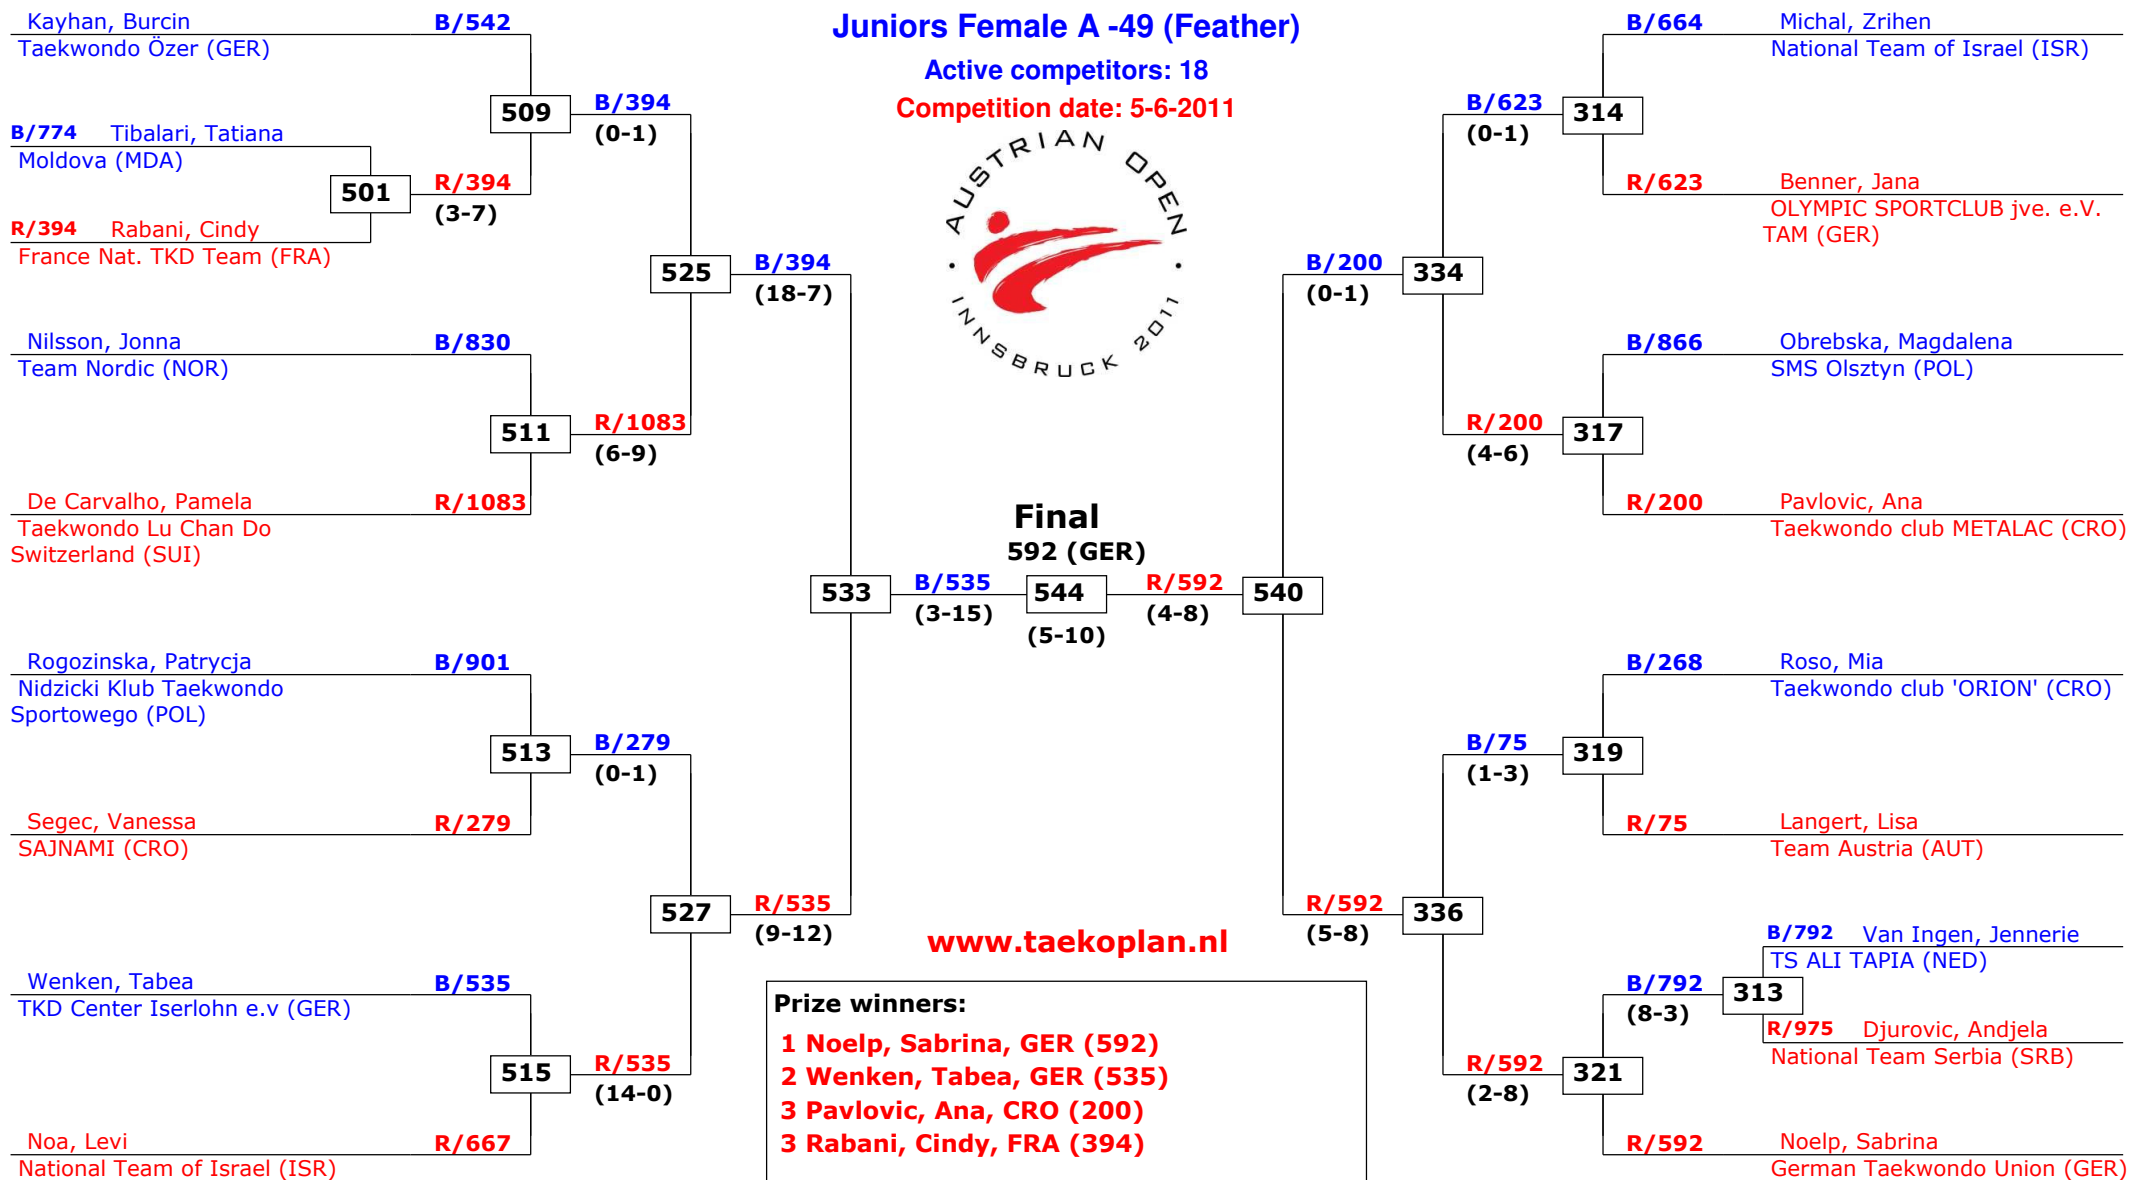 Juniors Female A -49 (Feather)
Active competitors: 18
Competition date: 5-6-2011
AUSTRIAN OPEN
· INNSBRUCK 2011 ·
Kayhan, Burcin B/542
Taekwondo Özer (GER)
509 B/394
(0-1)
B/774 Tibalari, Tatiana
Moldova (MDA)
501 R/394
(3-7)
R/394 Rabani, Cindy
France Nat. TKD Team (FRA)
525 B/394
(18-7)
Nilsson, Jonna B/830
Team Nordic (NOR)
511 R/1083
(6-9)
De Carvalho, Pamela R/1083
Taekwondo Lu Chan Do
Switzerland (SUI)
533 B/535
(3-15)
Rogozinska, Patrycja B/901
Nidzicki Klub Taekwondo
Sportowego (POL)
513 B/279
(0-1)
Segec, Vanessa R/279
SAJNAMI (CRO)
527 R/535
(9-12)
Wenken, Tabea B/535
TKD Center Iserlohn e.v (GER)
515 R/535
(14-0)
Noa, Levi R/667
National Team of Israel (ISR)
Final
592 (GER)
544
(5-10)
B/664 Michal, Zrihen
National Team of Israel (ISR)
B/623 314
(0-1)
R/623 Benner, Jana
OLYMPIC SPORTCLUB jve. e.V.
TAM (GER)
B/200 334
(0-1)
B/866 Obrebska, Magdalena
SMS Olsztyn (POL)
R/200 317
(4-6)
R/200 Pavlovic, Ana
Taekwondo club METALAC (CRO)
R/592 540
(4-8)
B/268 Roso, Mia
Taekwondo club 'ORION' (CRO)
B/75 319
(1-3)
R/75 Langert, Lisa
Team Austria (AUT)
R/592 336
(5-8)
B/792 Van Ingen, Jennerie
TS ALI TAPIA (NED)
B/792 313
(8-3)
R/975 Djurovic, Andjela
National Team Serbia (SRB)
R/592 321
(2-8)
R/592 Noelp, Sabrina
German Taekwondo Union (GER)
www.taekoplan.nl
Prize winners:
1 Noelp, Sabrina, GER (592)
2 Wenken, Tabea, GER (535)
3 Pavlovic, Ana, CRO (200)
3 Rabani, Cindy, FRA (394)